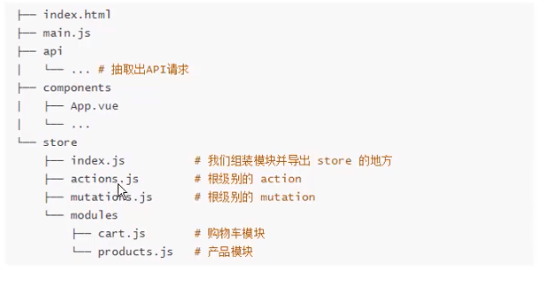 ├── index.html
├── main.js
├── api
│   └── ... # 抽取出API请求
├── components
│   ├── App.vue
│   └── ...
└── store
    ├── index.js          # 我们组装模块并导出 store 的地方
    ├── actions.js        # 根级别的 action
    ├── mutations.js      # 根级别的 mutation
    └── modules
        ├── cart.js       # 购物车模块
        └── products.js   # 产品模块